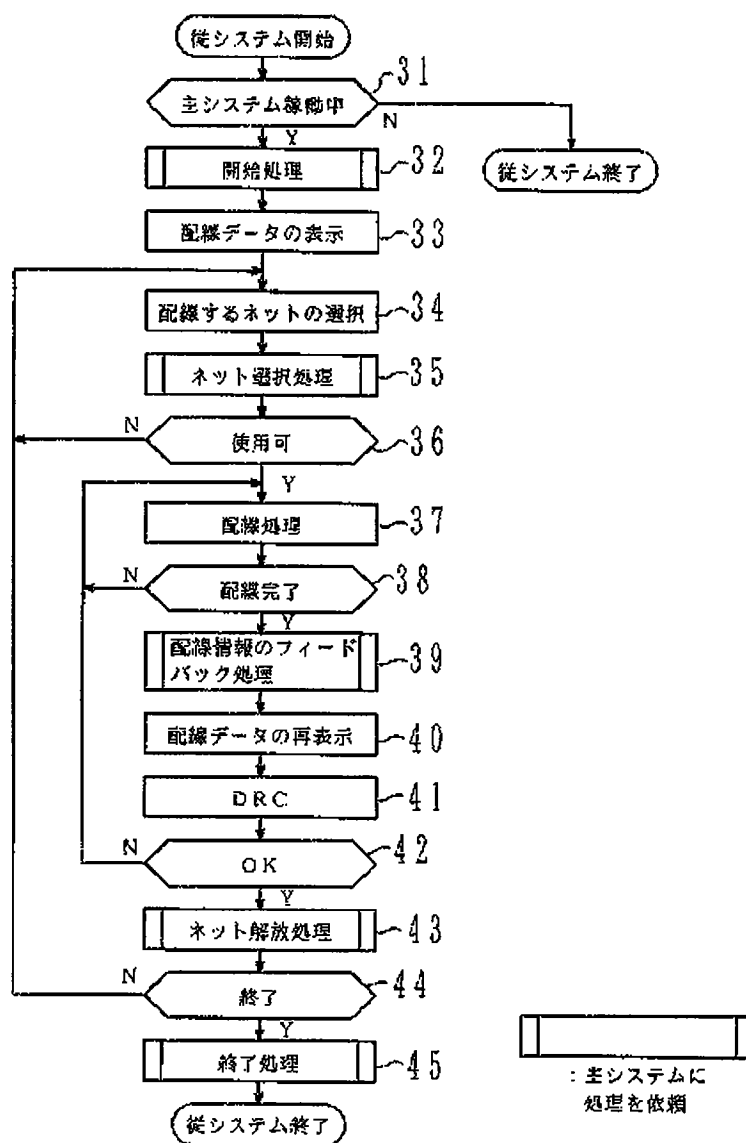 従システム開始
主システム稼働中
31
N
Y
開始処理
32
従システム終了
配線データの表示
33
配線するネットの選択
34
ネット選択処理
35
N
使用可
36
Y
配線処理
37
N
配線完了
38
Y
配線情報のフィード
バック処理
39
配線データの再表示
40
DRC
41
N
OK
42
Y
ネット解放処理
43
N
終了
44
Y
終了処理
45
従システム終了
:主システムに
処理を依頼